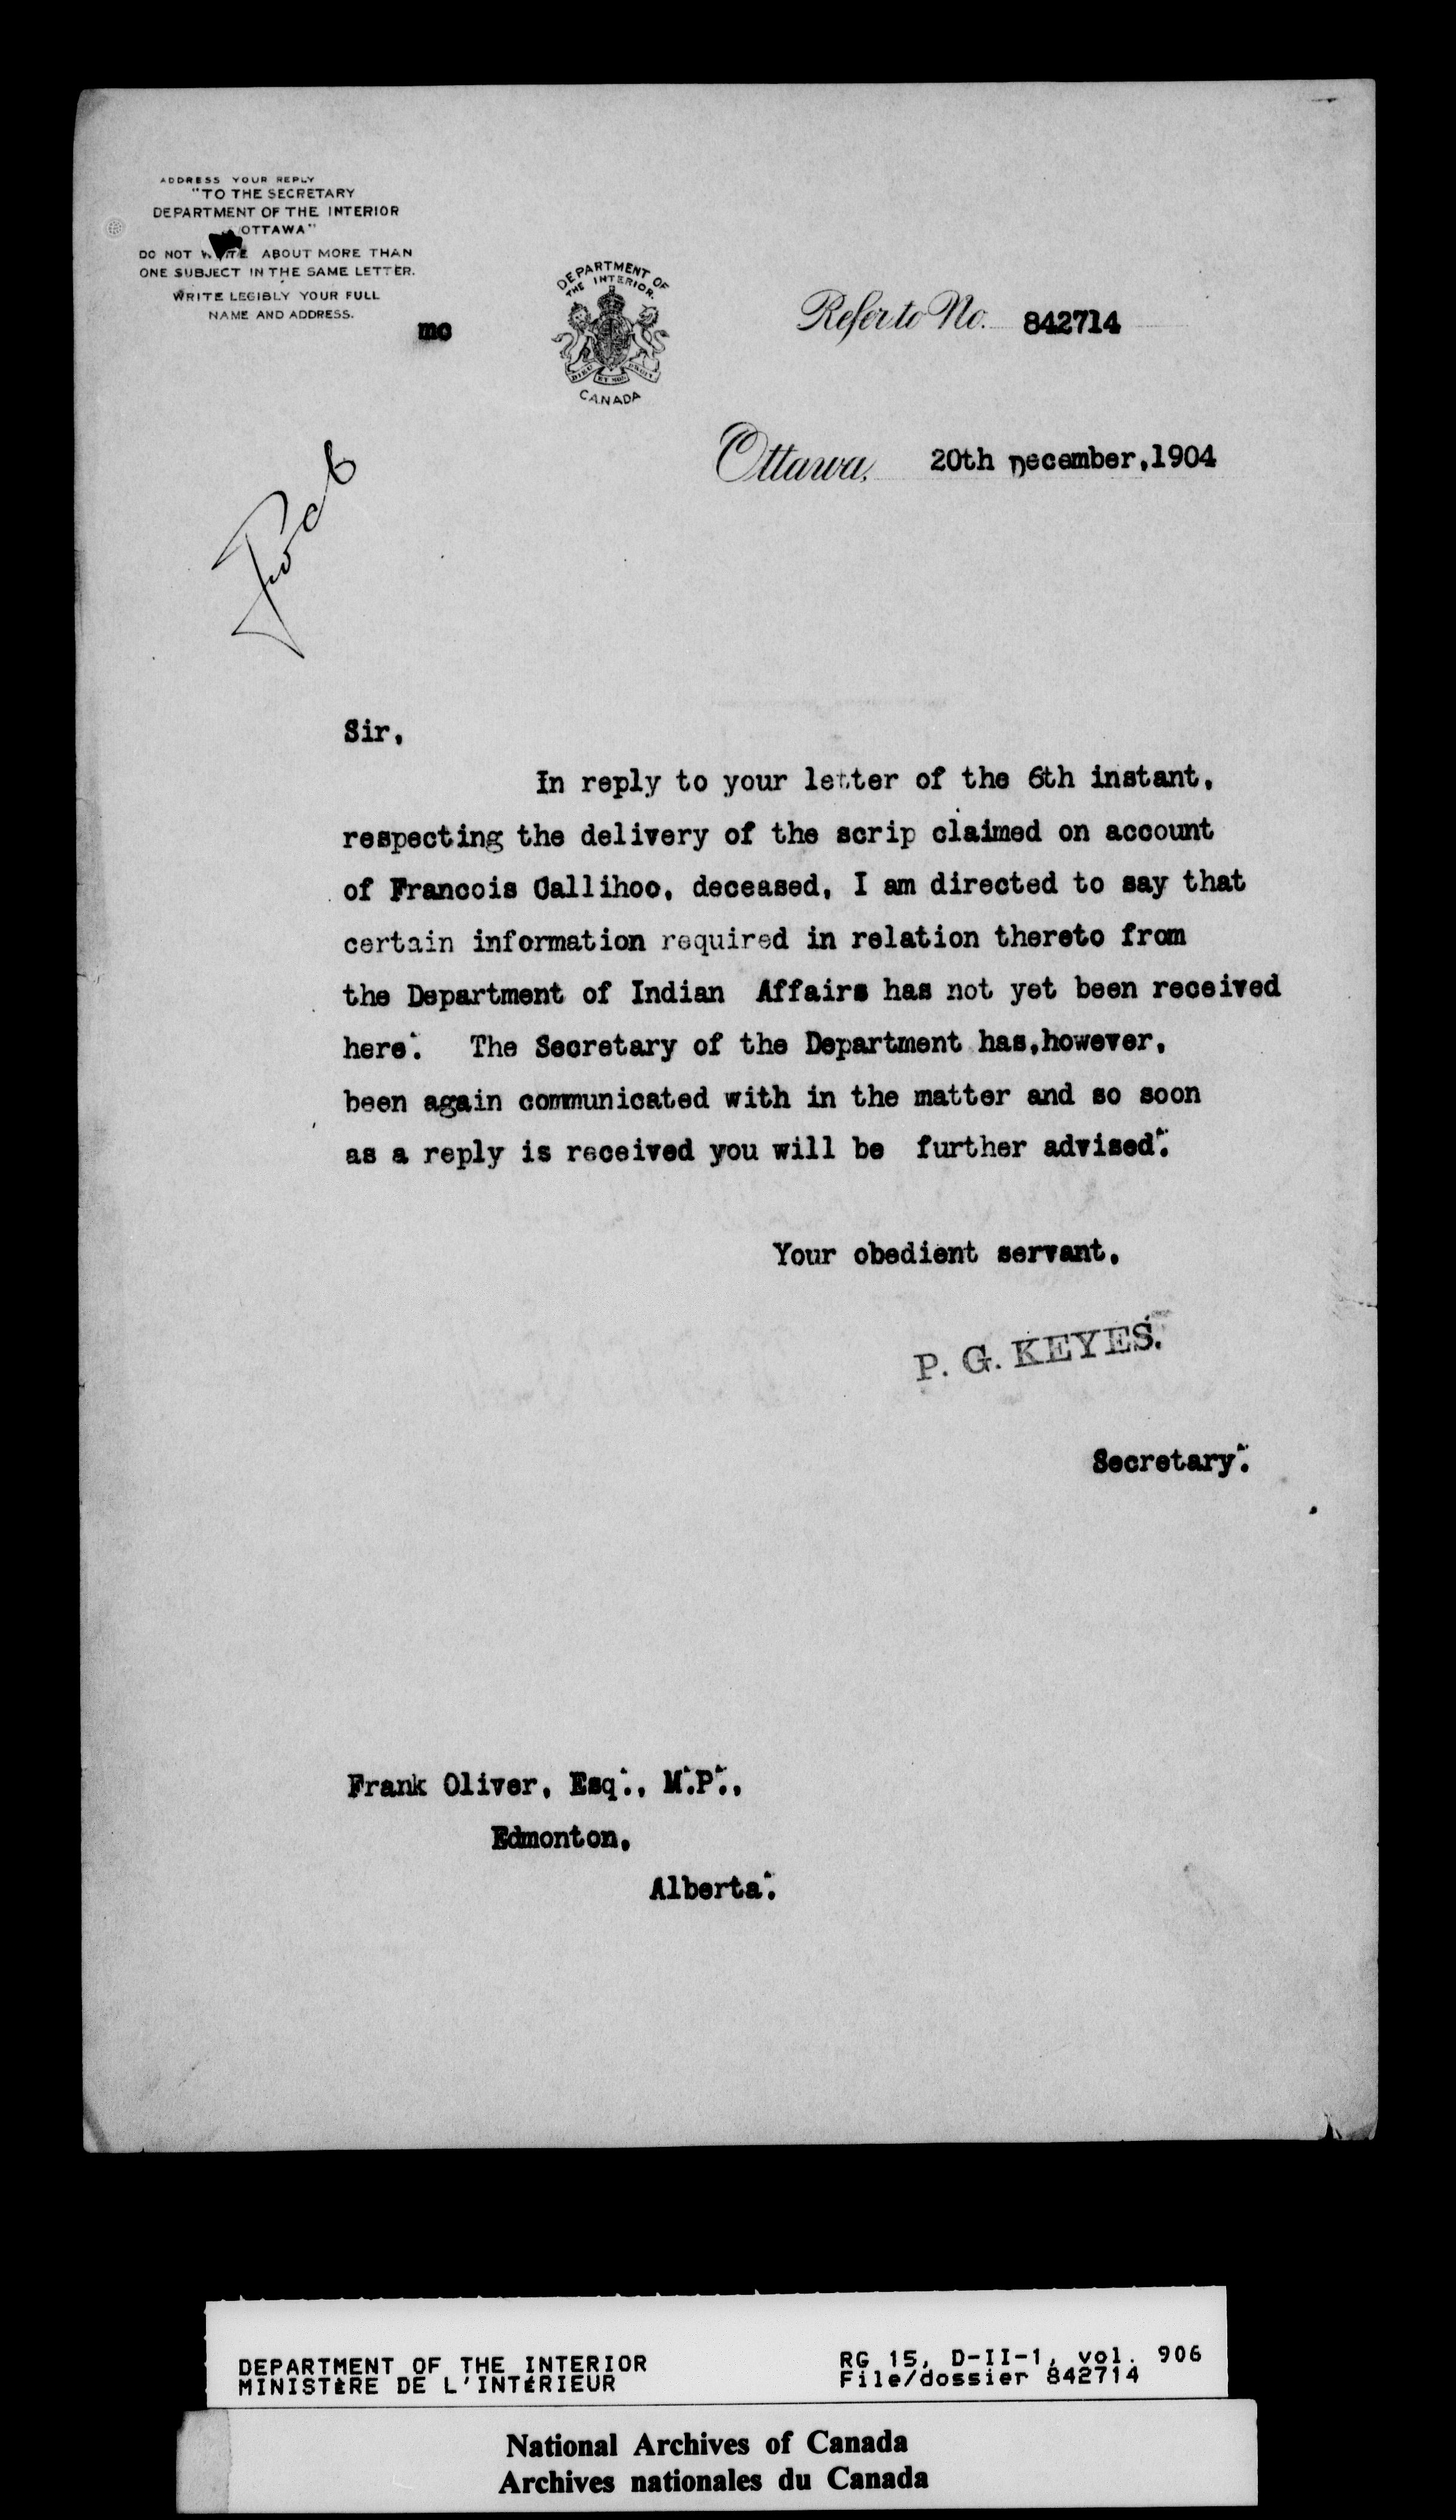 ADDRESS YOUR REPLY
"TO THE SECRETARY
DEPARTMENT OF THE INTERIOR
OTTAWA"
DO NOT WRITE ABOUT MORE THAN
ONE SUBJECT IN THE SAME LETTER.
WRITE LEGIBLY YOUR FULL
NAME AND ADDRESS.
mc
DEPARTMENT OF
THE INTERIOR.
DIEU ET MON DROIT
CANADA
Refer to No. 842714
Ottawa, 20th December,1904
Sir,
In reply to your letter of the 6th instant,
respecting the delivery of the scrip claimed on account
of Francois Callihoo, deceased, I am directed to say that
certain information required in relation thereto from
the Department of Indian Affairs has not yet been received
here. The Secretary of the Department has,however,
been again communicated with in the matter and so soon
as a reply is received you will be further advised.
Your obedient servant,
P. G. KEYES.
Secretary.
Frank Oliver, Esq., M.P.,
Edmonton,
Alberta.
DEPARTMENT OF THE INTERIOR
MINISTÈRE DE L'INTÉRIEUR
RG 15, D-II-1, vol. 906
File/dossier 842714
National Archives of Canada
Archives nationales du Canada